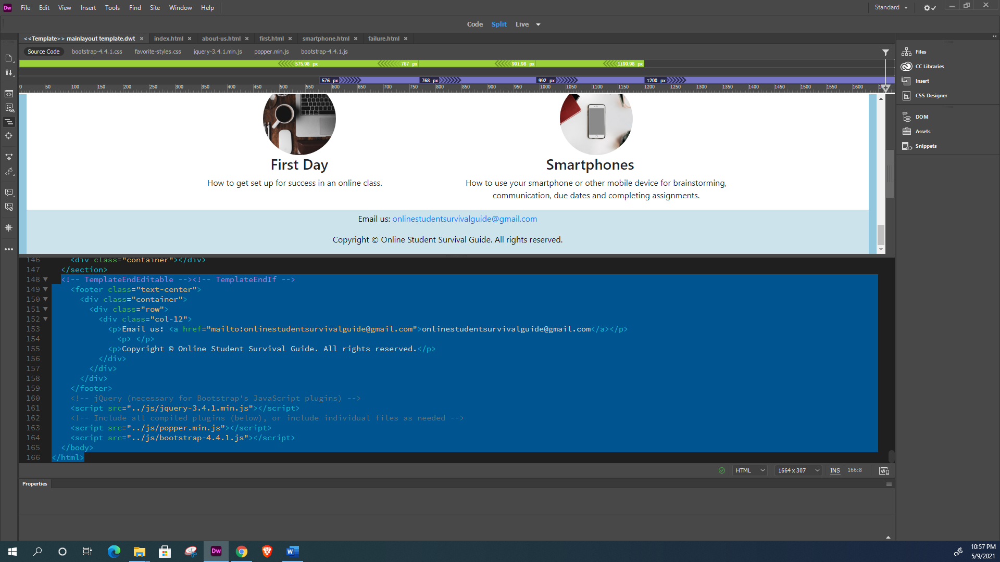 Dw File Edit View Insert Tools Find Site Window Help Standard
Code Split Live
<<Template>> mainlayout template.dwt × index.html × about-us.html × first.html × smartphone.html × failure.html ×
Source Code bootstrap-4.4.1.css favorite-styles.css jquery-3.4.1.min.js popper.min.js bootstrap-4.4.1.js
575.98 px 767 px 991.98 px 1199.98 px
576 px 768 px 992 px 1200 px
0 50 100 150 200 250 300 350 400 450 500 550 600 650 700 750 800 850 900 950 1000 1050 1100 1150 1200 1250 1300 1350 1400 1450 1500 1550 1600
Files
CC Libraries
Insert
CSS Designer
DOM
Assets
Snippets
First Day
How to get set up for success in an online class.
Smartphones
How to use your smartphone or other mobile device for brainstorming,
communication, due dates and completing assignments.
Email us: onlinestudentsurvivalguide@gmail.com
Copyright © Online Student Survival Guide. All rights reserved.
146 <div class="container"></div>
147 </section>
148 <!-- TemplateEndEditable --><!-- TemplateEndIf -->
149 <footer class="text-center">
150 <div class="container">
151 <div class="row">
152 <div class="col-12">
153 <p>Email us: <a href="mailto:onlinestudentsurvivalguide@gmail.com">onlinestudentsurvivalguide@gmail.com</a></p>
154 <p> </p>
155 <p>Copyright © Online Student Survival Guide. All rights reserved.</p>
156 </div>
157 </div>
158 </div>
159 </footer>
160 <!-- jQuery (necessary for Bootstrap's JavaScript plugins) -->
161 <script src="../js/jquery-3.4.1.min.js"></script>
162 <!-- Include all compiled plugins (below), or include individual files as needed -->
163 <script src="../js/popper.min.js"></script>
164 <script src="../js/bootstrap-4.4.1.js"></script>
165 </body>
166 </html>
HTML 1664 x 307 INS 166:8
Properties
Dw W
10:57 PM
5/9/2021